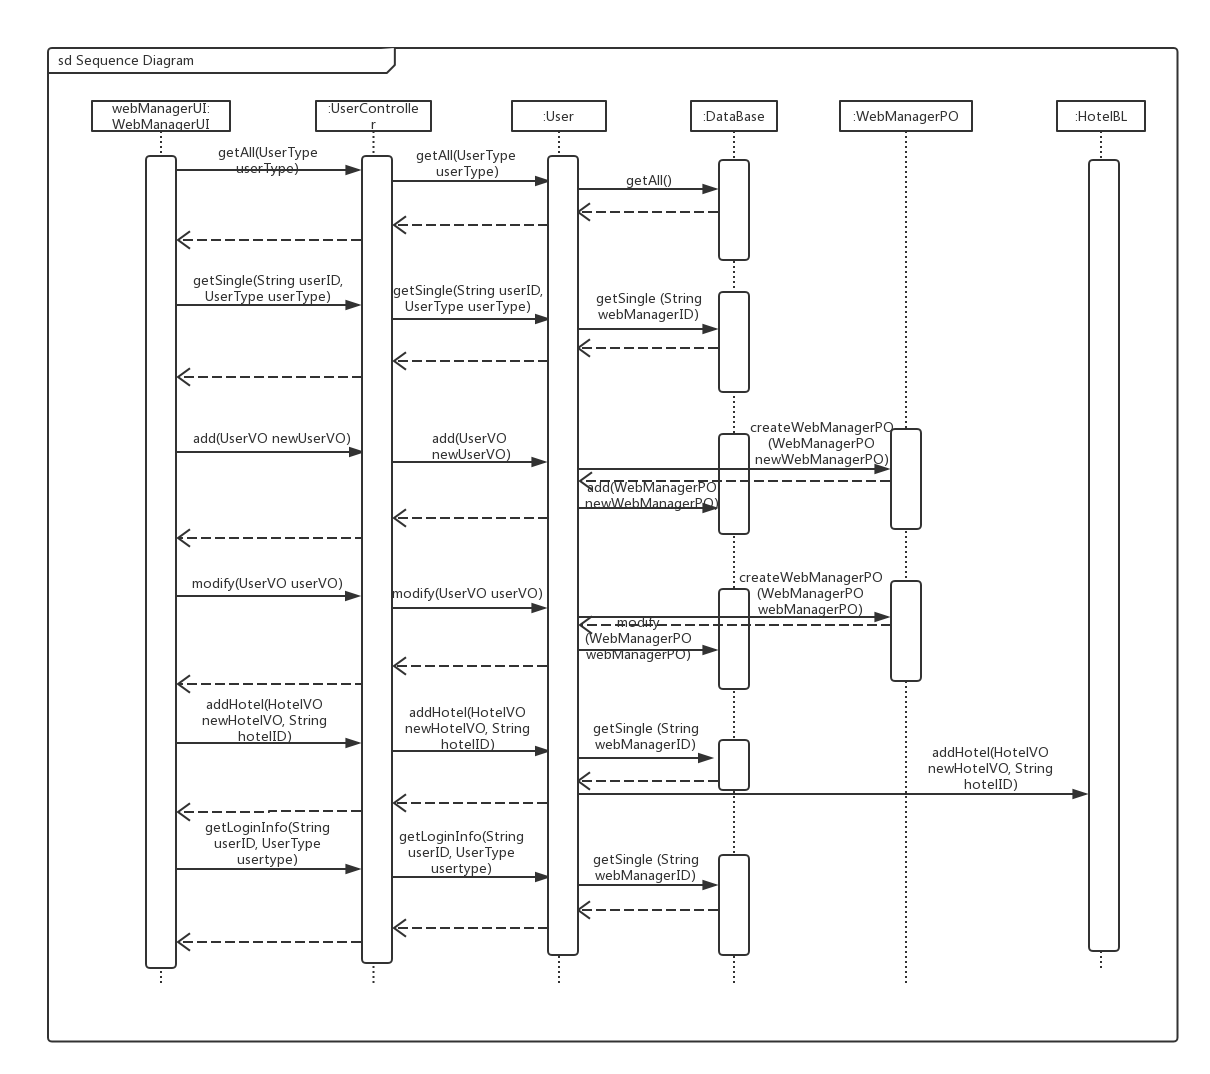 sd Sequence Diagram
webManagerUI:
WebManagerUI
:UserControlle
r
:User
:DataBase
:WebManagerPO
:HotelBL
getAll(UserType
userType)
getAll(UserType
userType)
getAll()
getSingle(String userID,
UserType userType)
getSingle(String userID,
UserType userType)
getSingle (String
webManagerID)
add(UserVO newUserVO)
add(UserVO
newUserVO)
createWebManagerPO
(WebManagerPO
newWebManagerPO)
add(WebManagerPO
newWebManagerPO)
modify(UserVO userVO)
modify(UserVO userVO)
createWebManagerPO
(WebManagerPO
webManagerPO)
modify
(WebManagerPO
webManagerPO)
addHotel(HotelVO
newHotelVO, String
hotelID)
addHotel(HotelVO
newHotelVO, String
hotelID)
getSingle (String
webManagerID)
addHotel(HotelVO
newHotelVO, String
hotelID)
getLoginInfo(String
userID, UserType
usertype)
getLoginInfo(String
userID, UserType
usertype)
getSingle (String
webManagerID)